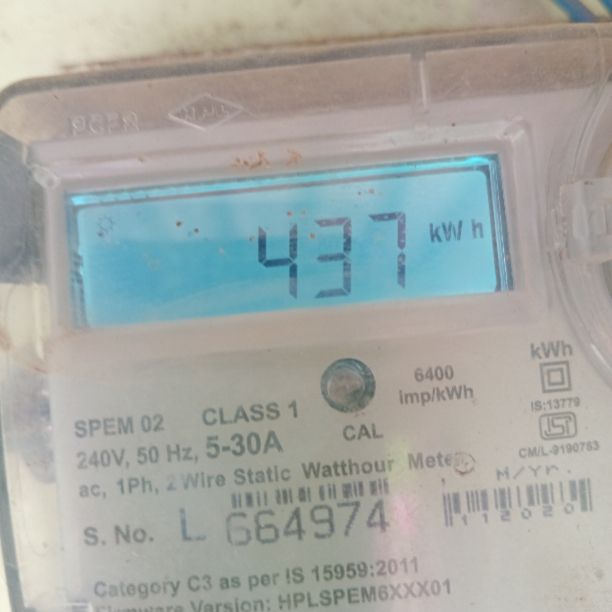 437 kW h
6400
imp/kWh
kWh
SPEM 02 CLASS 1
CAL
IS:13779
240V, 50 Hz, 5-30A
CM/L-9190763
ac, 1Ph, 2 Wire Static Watthour Meter
M/Yr.
S. No. L 664974
112020
Category C3 as per IS 15959:2011
Firmware Version: HPLSPEM6XXX01